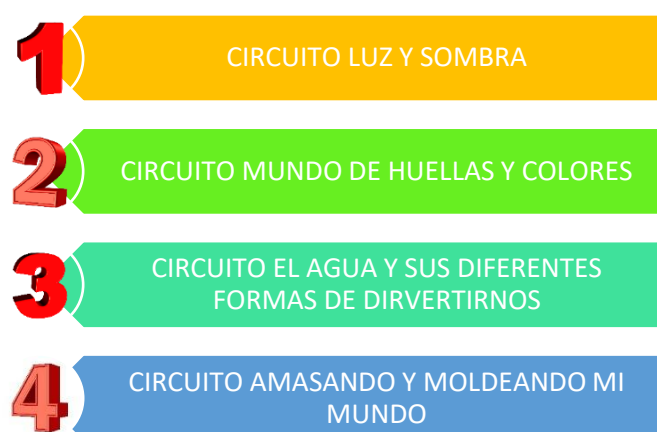 1
CIRCUITO LUZ Y SOMBRA
2
CIRCUITO MUNDO DE HUELLAS Y COLORES
3
CIRCUITO EL AGUA Y SUS DIFERENTES
FORMAS DE DIRVERTIRNOS
4
CIRCUITO AMASANDO Y MOLDEANDO MI
MUNDO